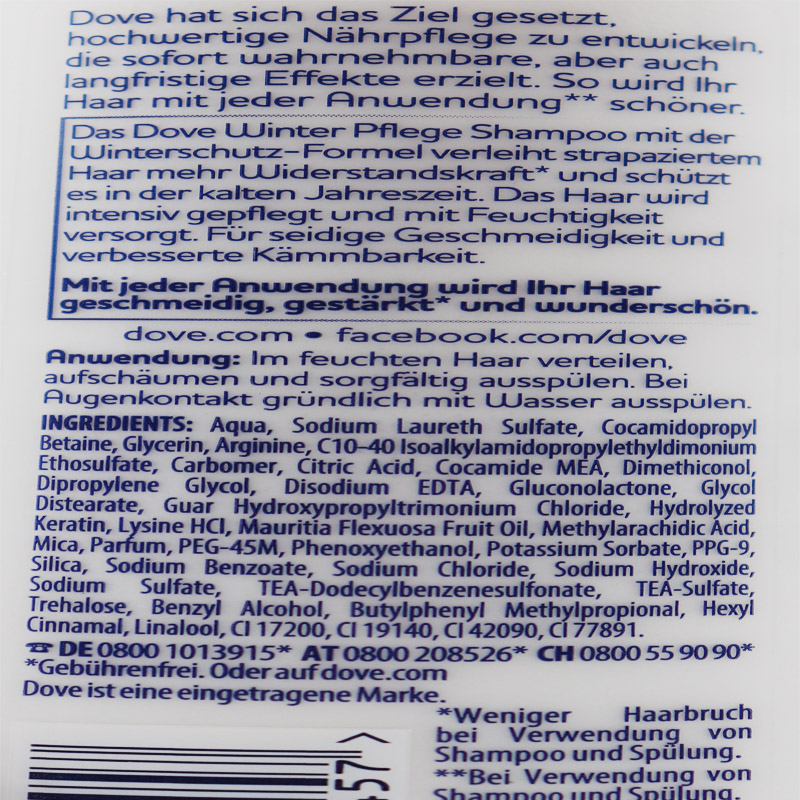 Dove hat sich das Ziel gesetzt,
hochwertige Nährpflege zu entwickeln,
die sofort wahrnehmbare, aber auch
langfristige Effekte erzielt. So wird Ihr
Haar mit jeder Anwendung** schöner.
Das Dove Winter Pflege Shampoo mit der
Winterschutz-Formel verleiht strapaziertem
Haar mehr Widerstandskraft* und schützt
es in der kalten Jahreszeit. Das Haar wird
intensiv gepflegt und mit Feuchtigkeit
versorgt. Für seidige Geschmeidigkeit und
verbesserte Kämmbarkeit.
Mit jeder Anwendung wird Ihr Haar
geschmeidig, gestärkt* und wunderschön.
dove.com • facebook.com/dove
Anwendung: Im feuchten Haar verteilen,
aufschäumen und sorgfältig ausspülen. Bei
Augenkontakt gründlich mit Wasser ausspülen.
INGREDIENTS: Aqua, Sodium Laureth Sulfate, Cocamidopropyl
Betaine, Glycerin, Arginine, C10-40 Isoalkylamidopropylethyldimonium
Ethosulfate, Carbomer, Citric Acid, Cocamide MEA, Dimethiconol,
Dipropylene Glycol, Disodium EDTA, Gluconolactone, Glycol
Distearate, Guar Hydroxypropyltrimonium Chloride, Hydrolyzed
Keratin, Lysine HCl, Mauritia Flexuosa Fruit Oil, Methylarachidic Acid,
Mica, Parfum, PEG-45M, Phenoxyethanol, Potassium Sorbate, PPG-9,
Silica, Sodium Benzoate, Sodium Chloride, Sodium Hydroxide,
Sodium Sulfate, TEA-Dodecylbenzenesulfonate, TEA-Sulfate,
Trehalose, Benzyl Alcohol, Butylphenyl Methylpropional, Hexyl
Cinnamal, Linalool, CI 17200, CI 19140, CI 42090, CI 77891.
☎ DE 0800 1013915* AT 0800 208526* CH 0800 55 90 90*
*Gebührenfrei. Oder auf dove.com
Dove ist eine eingetragene Marke.
*Weniger Haarbruch
bei Verwendung von
Shampoo und Spülung.
**Bei Verwendung von
Shampoo und Spülung.
57 >